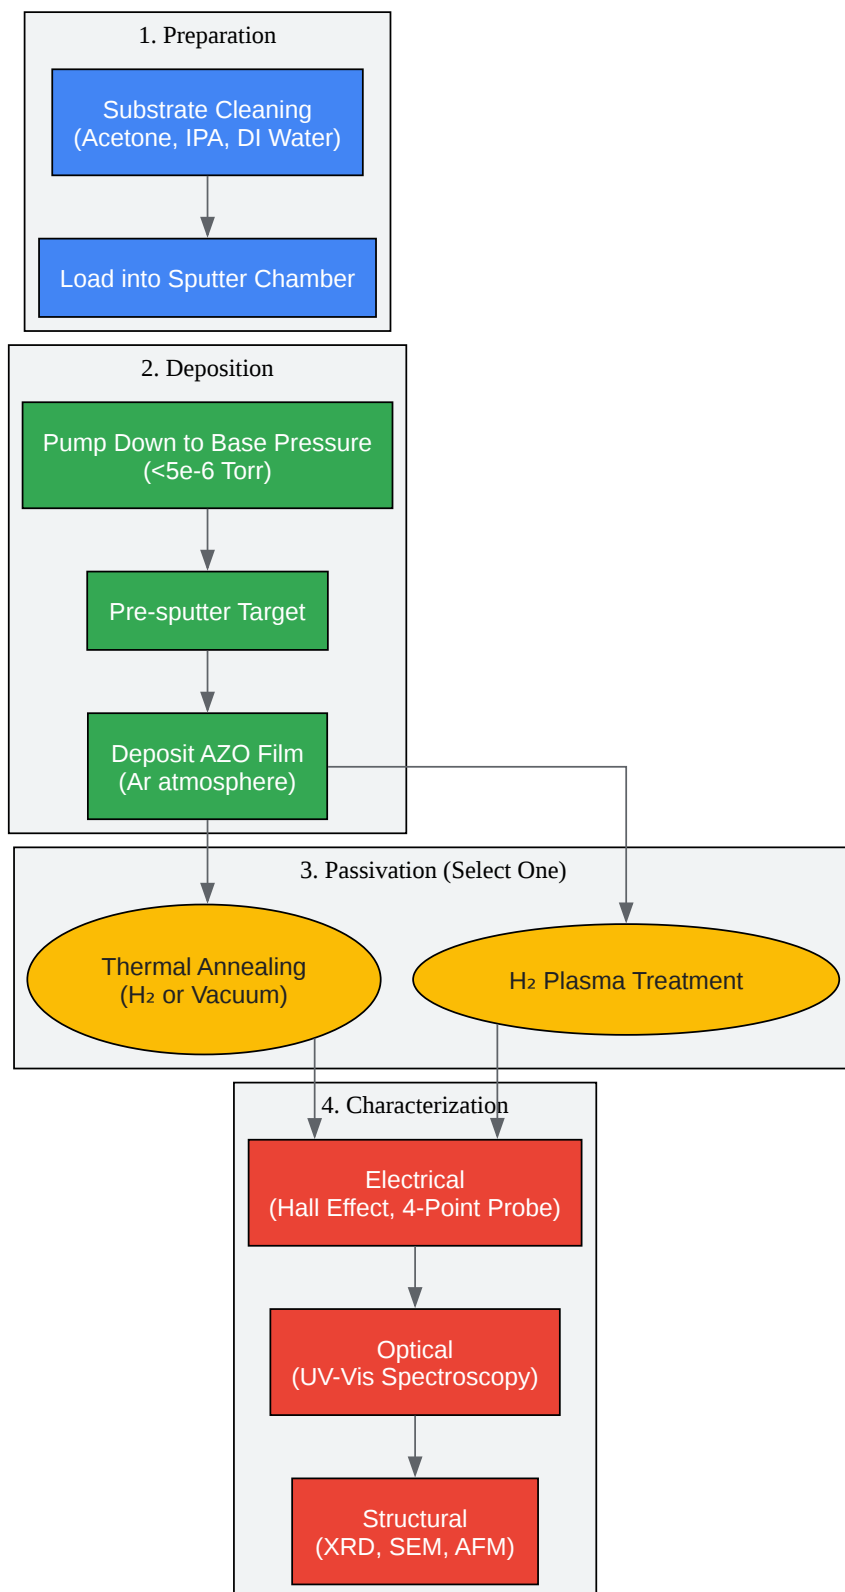 1. Preparation
Substrate Cleaning
(Acetone, IPA, DI Water)
Load into Sputter Chamber
2. Deposition
Pump Down to Base Pressure
(<5e-6 Torr)
Pre-sputter Target
Deposit AZO Film
(Ar atmosphere)
3. Passivation (Select One)
Thermal Annealing
(H₂ or Vacuum)
H₂ Plasma Treatment
4. Characterization
Electrical
(Hall Effect, 4-Point Probe)
Optical
(UV-Vis Spectroscopy)
Structural
(XRD, SEM, AFM)